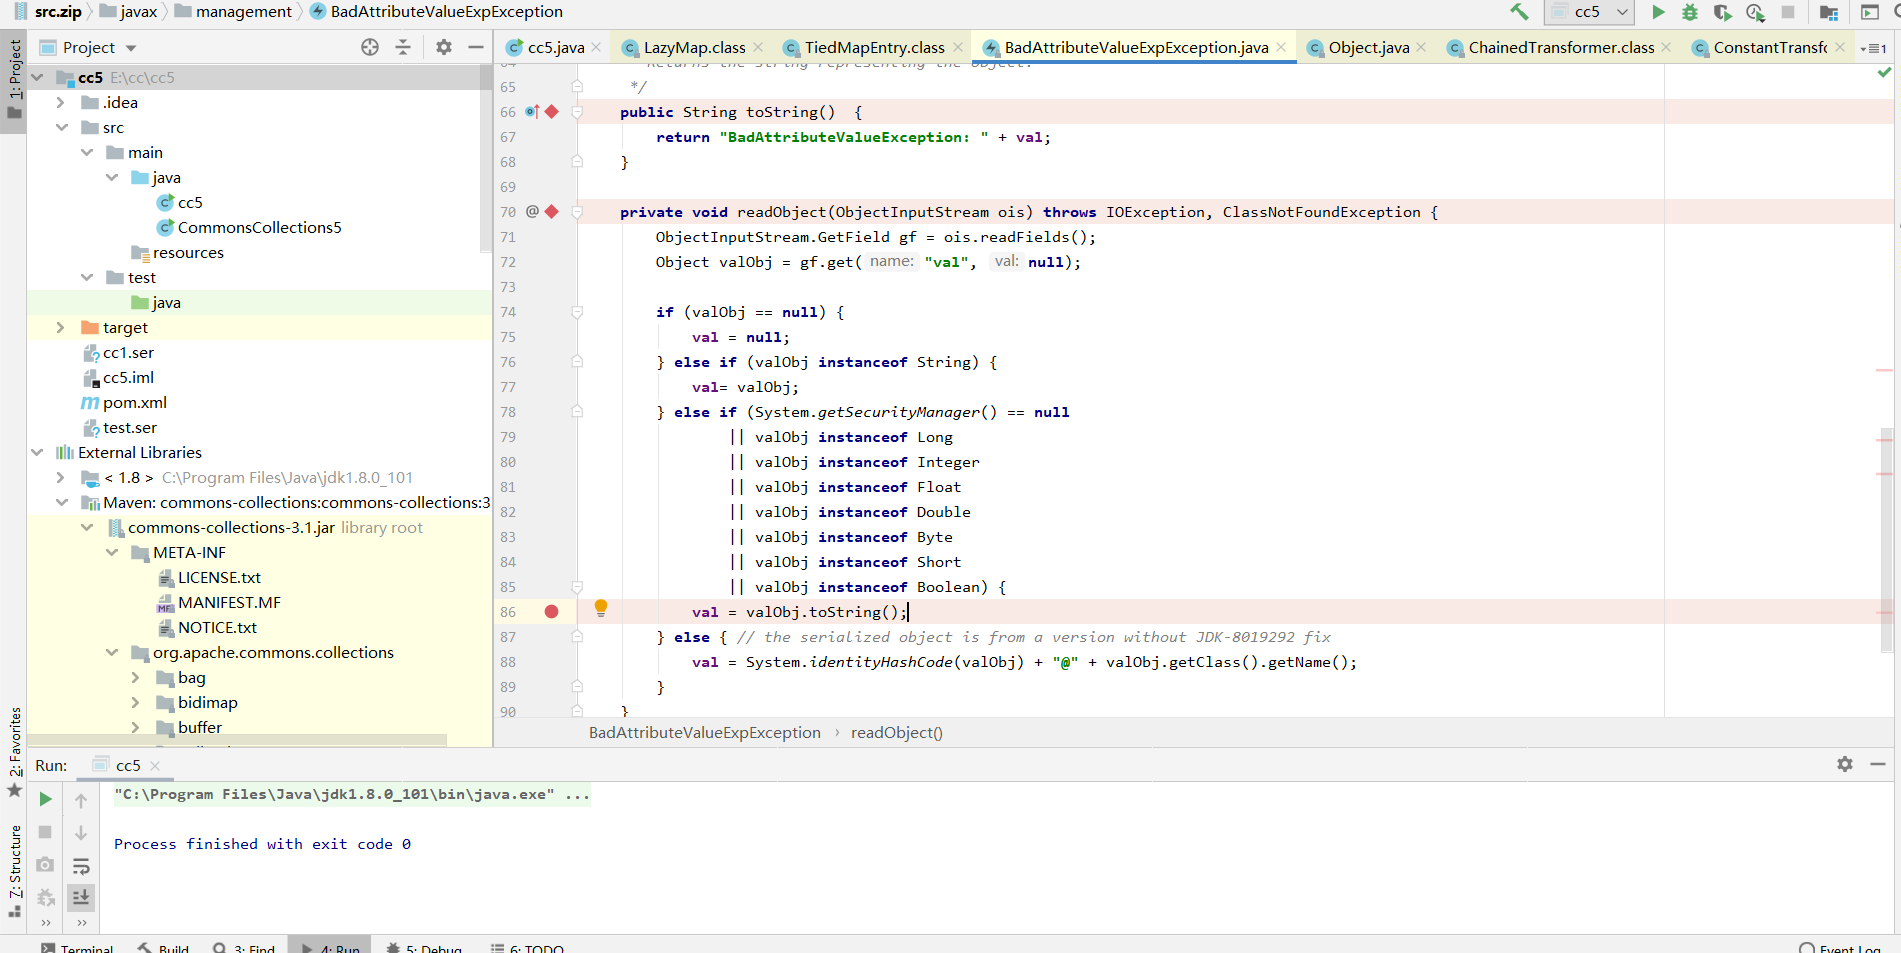 src.zip javax management BadAttributeValueExpException
cc5
Project
cc5.java LazyMap.class TiedMapEntry.class BadAttributeValueExpException.java Object.java ChainedTransformer.class ConstantTransfc
1
1: Project
cc5 E:\cc\cc5
.idea
src
main
java
cc5
CommonsCollections5
resources
test
java
target
cc1.ser
cc5.iml
pom.xml
test.ser
External Libraries
< 1.8 > C:\Program Files\Java\jdk1.8.0_101
Maven: commons-collections:commons-collections:3
commons-collections-3.1.jar library root
META-INF
LICENSE.txt
MANIFEST.MF
NOTICE.txt
org.apache.commons.collections
bag
bidimap
buffer
64 Returns the string representing the object.
65 */
66 public String toString() {
67 return "BadAttributeValueException: " + val;
68 }
69
70 @ private void readObject(ObjectInputStream ois) throws IOException, ClassNotFoundException {
71 ObjectInputStream.GetField gf = ois.readFields();
72 Object valObj = gf.get( name: "val", val: null);
73
74 if (valObj == null) {
75 val = null;
76 } else if (valObj instanceof String) {
77 val= valObj;
78 } else if (System.getSecurityManager() == null
79 || valObj instanceof Long
80 || valObj instanceof Integer
81 || valObj instanceof Float
82 || valObj instanceof Double
83 || valObj instanceof Byte
84 || valObj instanceof Short
85 || valObj instanceof Boolean) {
86 val = valObj.toString();
87 } else { // the serialized object is from a version without JDK-8019292 fix
88 val = System.identityHashCode(valObj) + "@" + valObj.getClass().getName();
89 }
90 }
BadAttributeValueExpException › readObject()
2: Favorites
7: Structure
Run: cc5
"C:\Program Files\Java\jdk1.8.0_101\bin\java.exe" ...
Process finished with exit code 0
Terminal Build 3: Find 4: Run 5: Debug 6: TODO Event Log